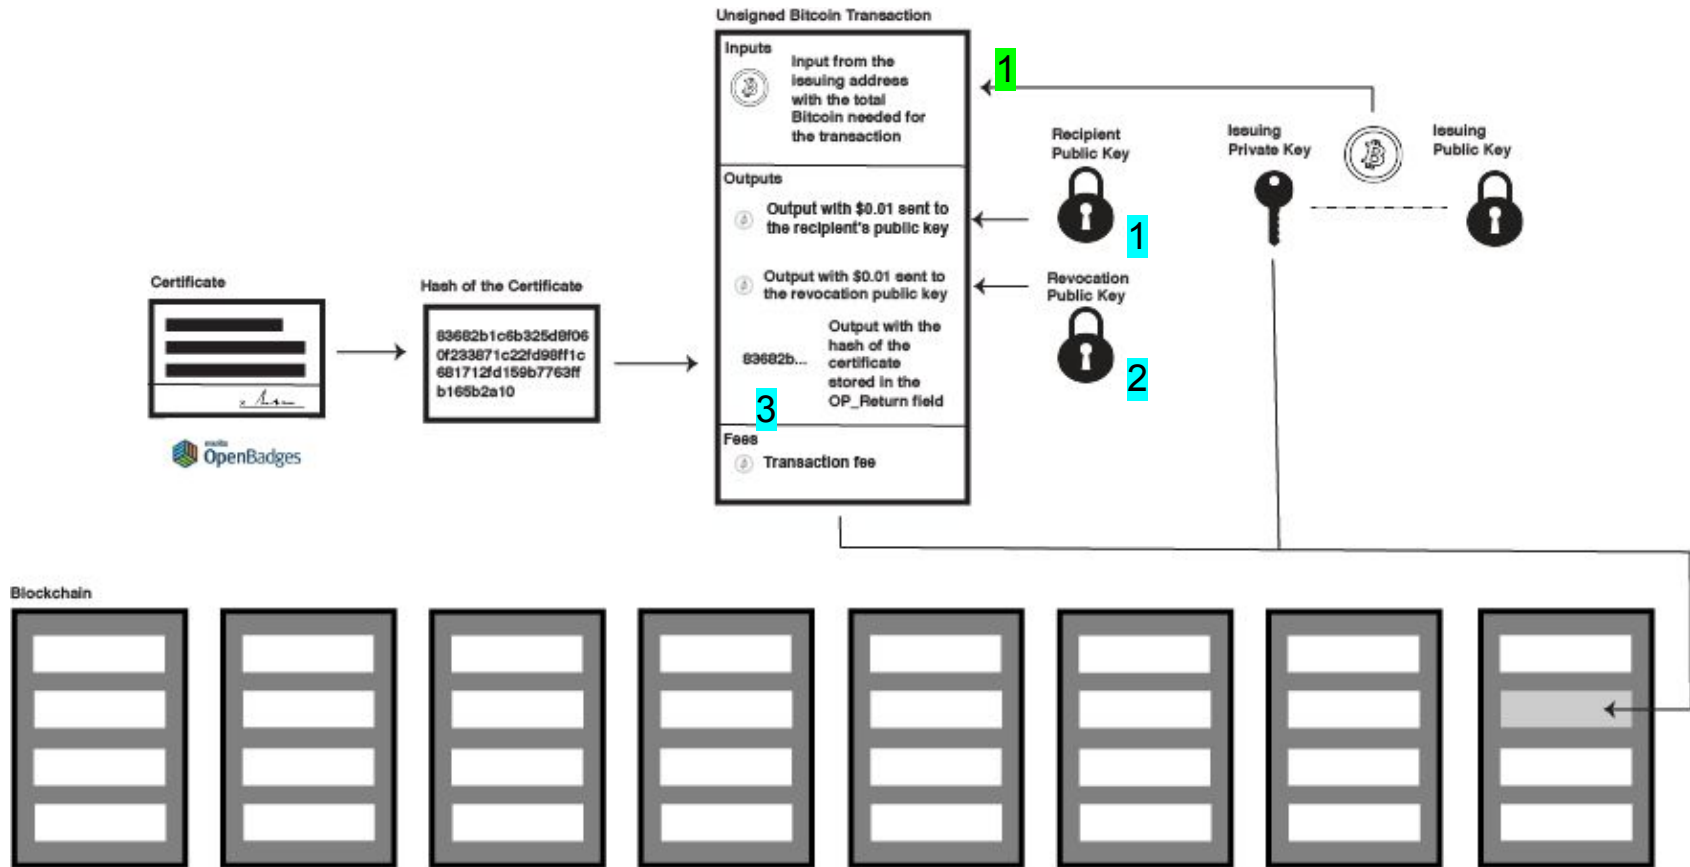 Unsigned Bitcoin Transaction
Inputs
Input from the
issuing address
with the total
Bitcoin needed for
the transaction
1
Recipient
Public Key
1
Issuing
Private Key
Issuing
Public Key
Outputs
Output with $0.01 sent to
the recipient's public key
Output with $0.01 sent to
the revocation public key
Revocation
Public Key
2
Certificate
Hash of the Certificate
83682b1c6b325d8f06
0f233871c22fd98ff1c
681712fd159b7763ff
b165b2a10
83682b...
Output with the
hash of the
certificate
stored in the
OP_Return field
3
OpenBadges
Fees
Transaction fee
Blockchain